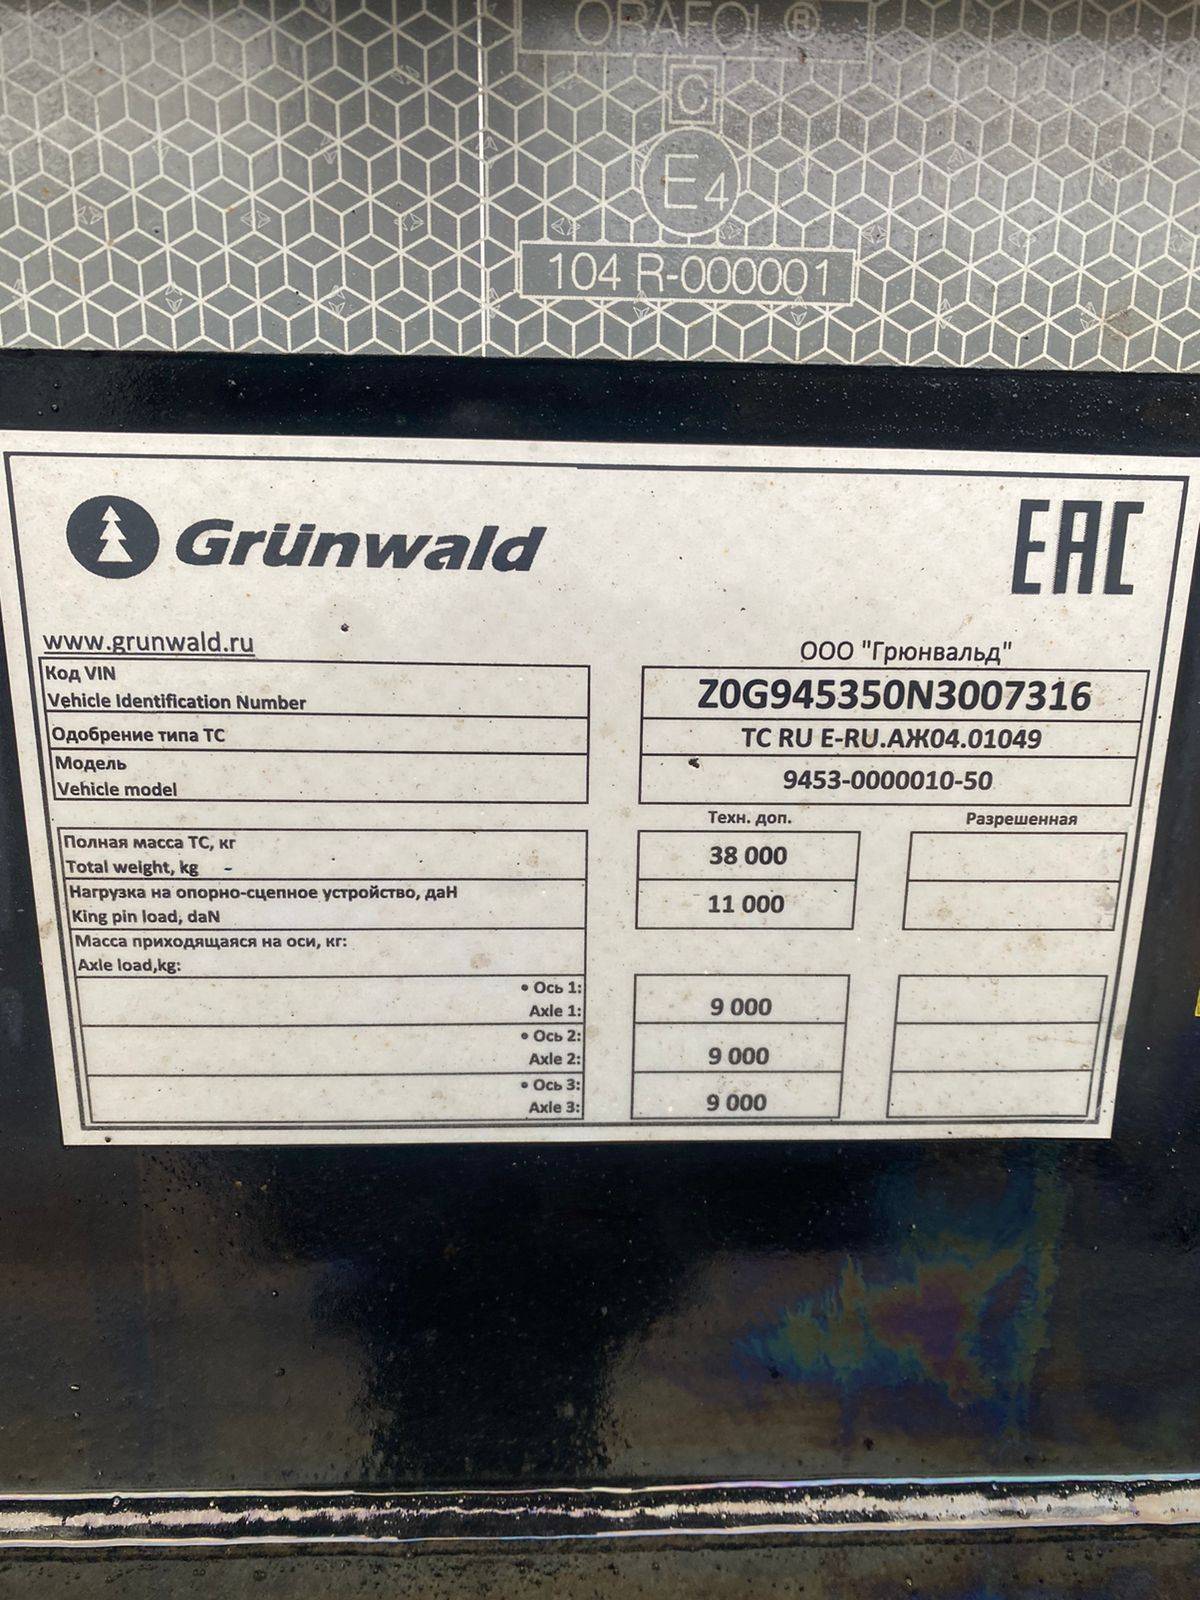 ORAFOL®
C
E4
104 R-000001
Grünwald
EAC
www.grunwald.ru
ООО "Грюнвальд"
Код VIN
Vehicle Identification Number
Z0G945350N3007316
Одобрение типа ТС
ТС RU E-RU.АЖ04.01049
Модель
Vehicle model
9453-0000010-50
Техн. доп.
Разрешенная
Полная масса ТС, кг
Total weight, kg
38 000
Нагрузка на опорно-сцепное устройство, даН
King pin load, daN
11 000
Масса приходящаяся на оси, кг:
Axle load,kg:
• Ось 1:
Axle 1:
9 000
• Ось 2:
Axle 2:
9 000
• Ось 3:
Axle 3:
9 000